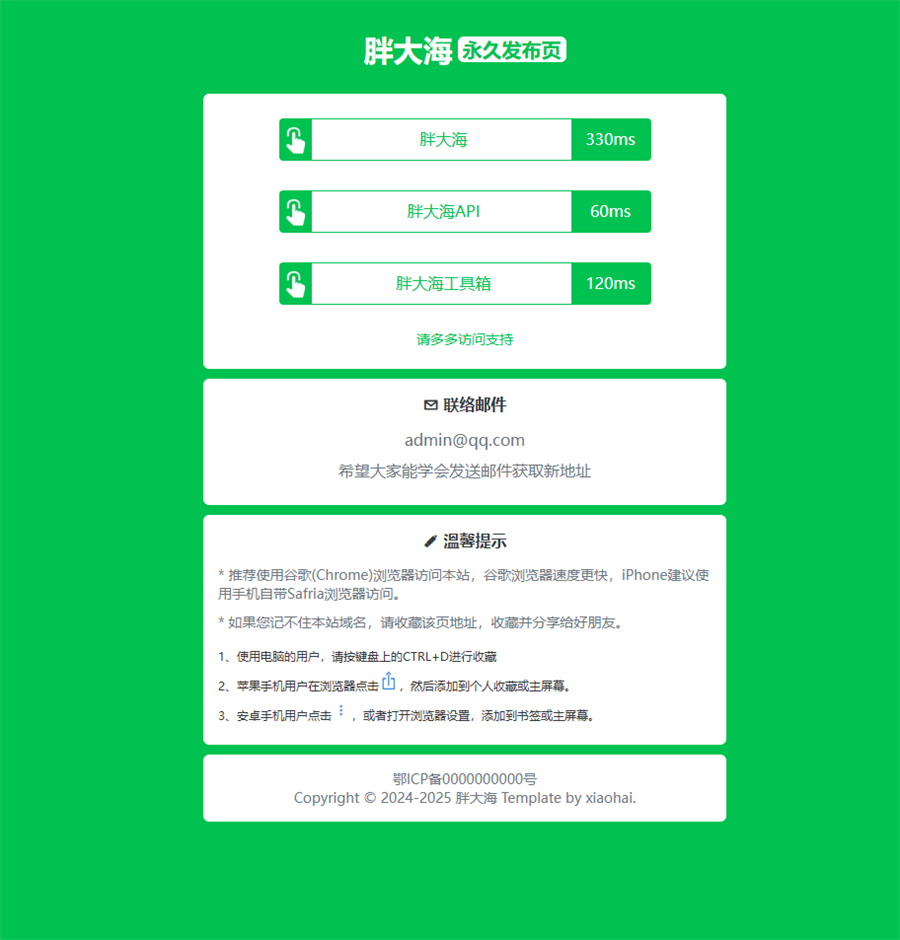 胖大海 永久发布页
胖大海 330ms
胖大海API 60ms
胖大海工具箱 120ms
请多多访问支持
联络邮件
admin@qq.com
希望大家能学会发送邮件获取新地址
温馨提示
* 推荐使用谷歌(Chrome)浏览器访问本站，谷歌浏览器速度更快，iPhone建议使
用手机自带Safria浏览器访问。
* 如果您记不住本站域名，请收藏该页地址，收藏并分享给好朋友。
1、使用电脑的用户，请按键盘上的CTRL+D进行收藏
2、苹果手机用户在浏览器点击 ，然后添加到个人收藏或主屏幕。
3、安卓手机用户点击 ，或者打开浏览器设置，添加到书签或主屏幕。
鄂ICP备0000000000号
Copyright © 2024-2025 胖大海 Template by xiaohai.